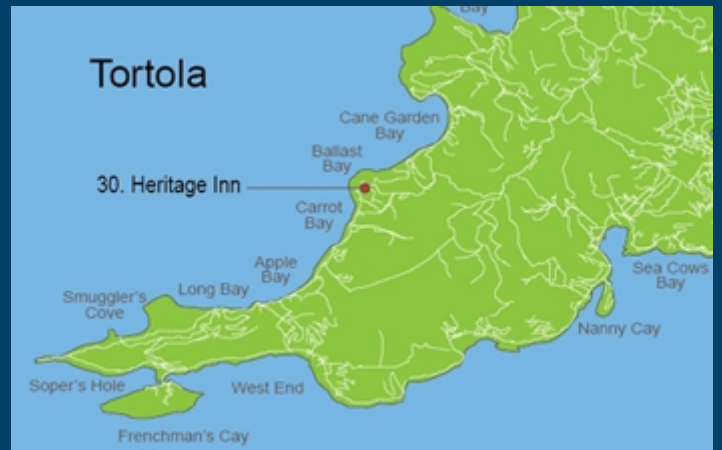 Bay
Tortola
Cane Garden
Bay
Ballast
Bay
30. Heritage Inn
Carrot
Bay
Apple
Bay
Sea Cows
Bay
Long Bay
Smuggler's
Cove
Nanny Cay
Soper's Hole
West End
Frenchman's Cay